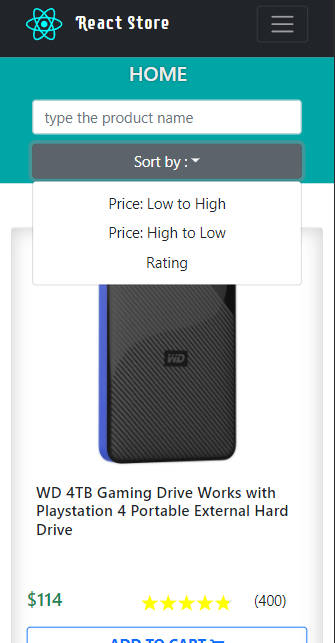 React Store
HOME
type the product name
Sort by :
Price: Low to High
Price: High to Low
Rating
WD
WD 4TB Gaming Drive Works with
Playstation 4 Portable External Hard
Drive
$114
(400)
ADD TO CART